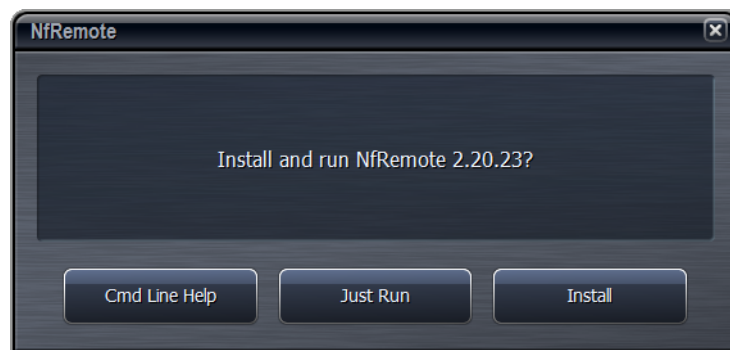 NfRemote
Install and run NfRemote 2.20.23?
Cmd Line Help
Just Run
Install